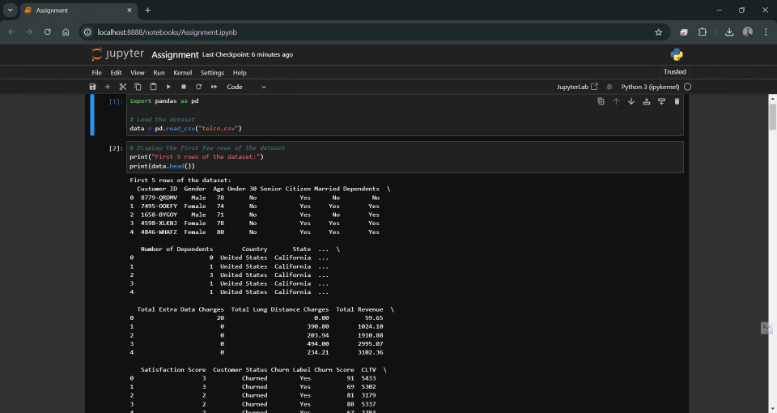 Assignment
localhost:8888/notebooks/Assignment.ipynb
jupyter Assignment Last Checkpoint: 6 minutes ago
File Edit View Run Kernel Settings Help Trusted
Code JupyterLab Python 3 (ipykernel)
[1]: import pandas as pd
# Load the dataset
data = pd.read_csv("telco.csv")
[2]: # Display the first few rows of the dataset
print("First 5 rows of the dataset:")
print(data.head())
First 5 rows of the dataset:
Customer ID Gender Age Under 30 Senior Citizen Married Dependents \
0 8779-QRDMV Male 78 No Yes No No
1 7495-OOKFY Female 74 No Yes Yes Yes
2 1658-BYGOY Male 71 No Yes No Yes
3 4598-XLKNJ Female 78 No Yes Yes Yes
4 4846-WHAFZ Female 80 No Yes Yes Yes
Number of Dependents Country State ... \
0 0 United States California ...
1 1 United States California ...
2 3 United States California ...
3 1 United States California ...
4 1 United States California ...
Total Extra Data Charges Total Long Distance Charges Total Revenue \
0 20 0.00 59.65
1 0 390.80 1024.10
2 0 203.94 1910.88
3 0 494.00 2995.07
4 0 234.21 3102.36
Satisfaction Score Customer Status Churn Label Churn Score CLTV \
0 3 Churned Yes 91 5433
1 3 Churned Yes 69 5302
2 2 Churned Yes 81 3179
3 2 Churned Yes 88 5337
4 2 Churned Yes 67 2793